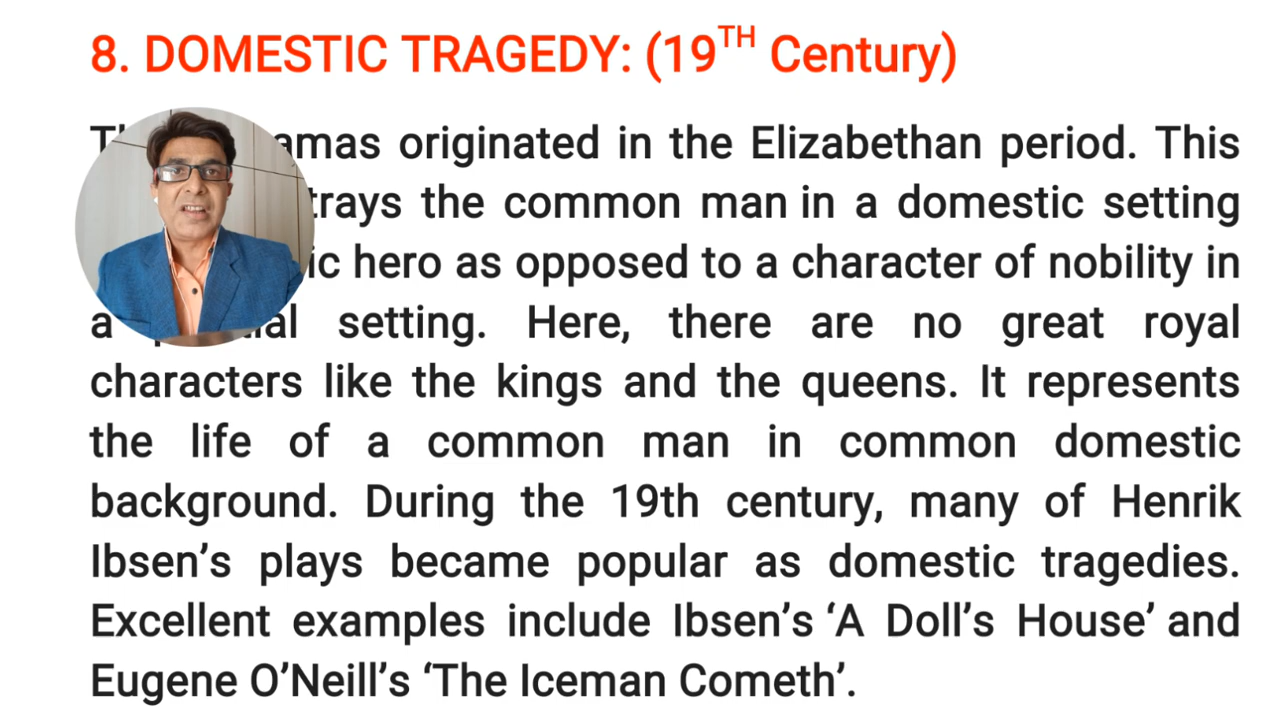 8. DOMESTIC TRAGEDY: (19TH Century)
originated in the Elizabethan period. This
the common man in a domestic setting
hero as opposed to a character of nobility in
a setting. Here, there are no great royal
characters like the kings and the queens. It represents
the life of a common man in common domestic
background. During the 19th century, many of Henrik
Ibsen’s plays became popular as domestic tragedies.
Excellent examples include Ibsen’s ‘A Doll’s House’ and
Eugene O’Neill’s ‘The Iceman Cometh’.